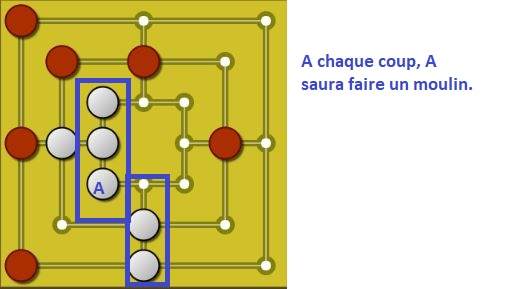 A chaque coup, A
saura faire un moulin.
A